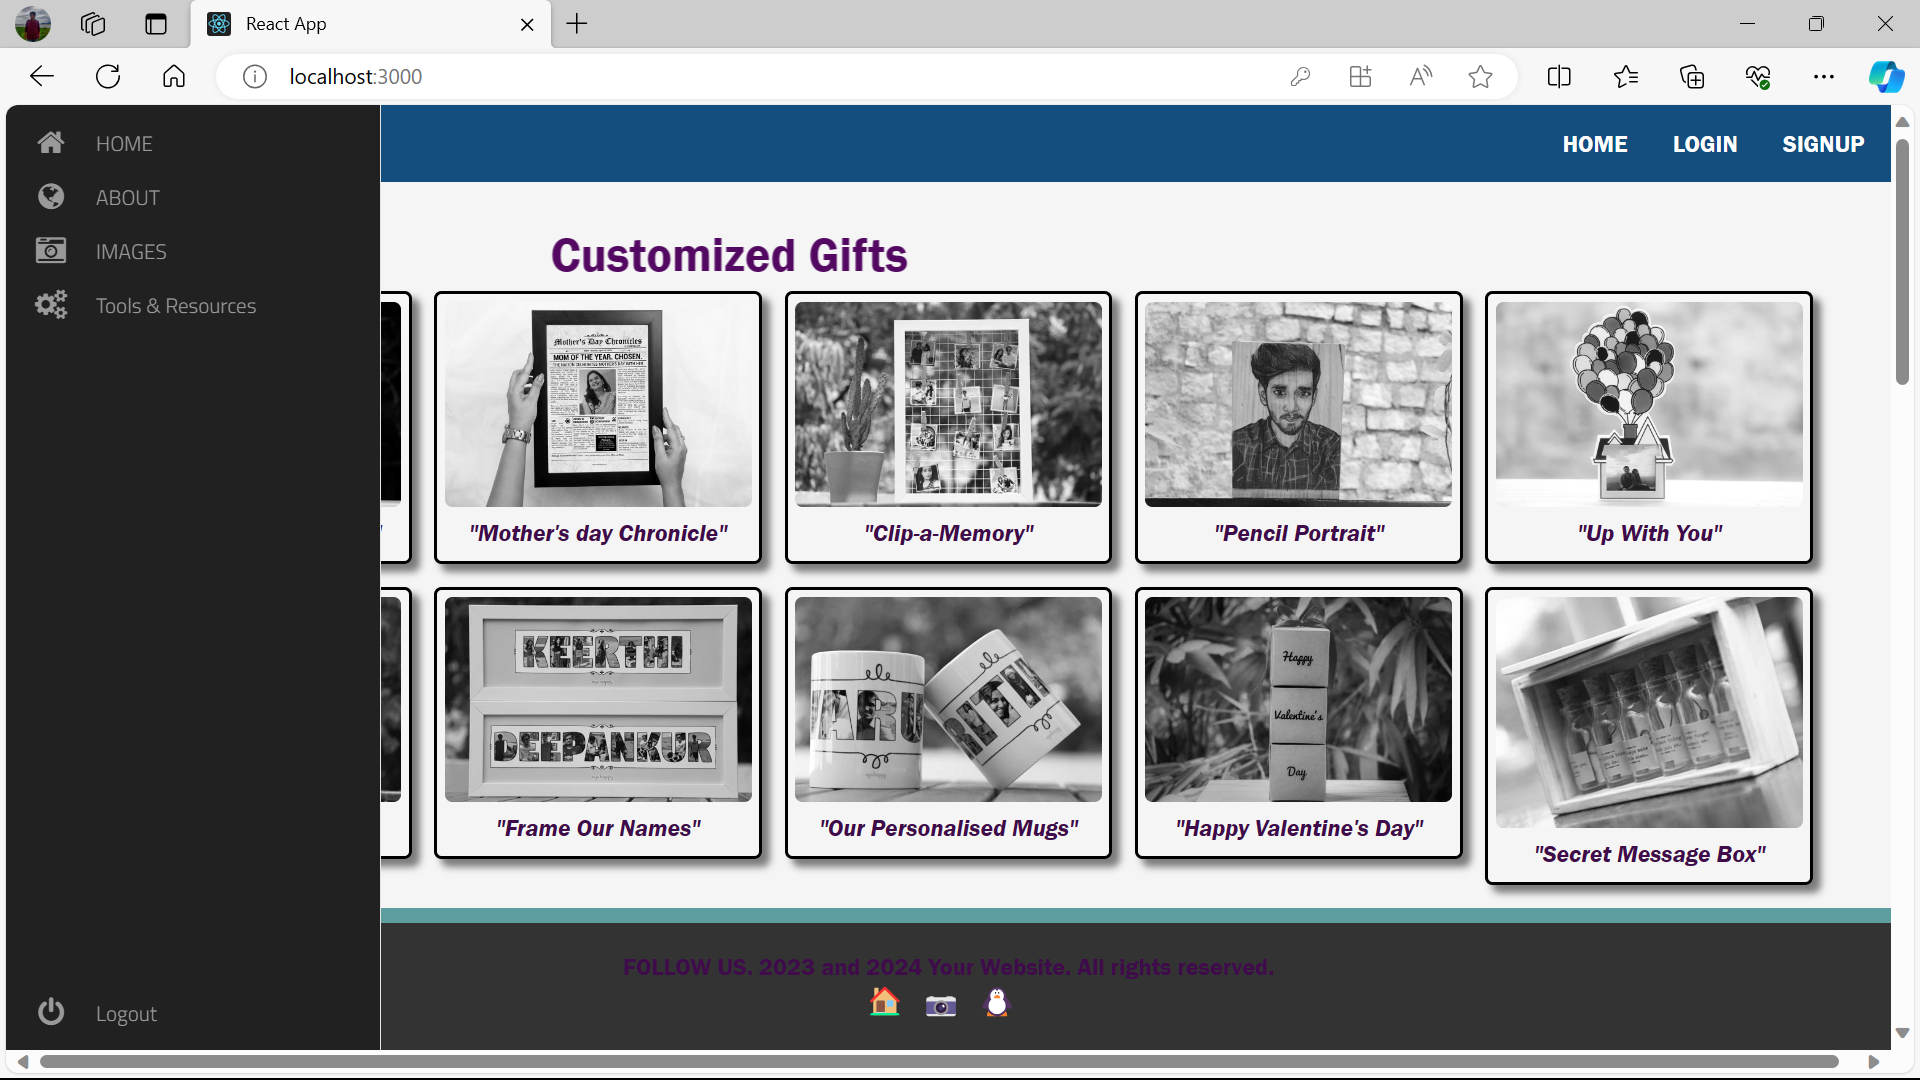 React App
localhost:3000
HOME
ABOUT
IMAGES
Tools & Resources
Logout
HOME LOGIN SIGNUP
Customized Gifts
Mother's Day Chronicles
MOM OF THE YEAR. CHOSEN.
"Mother's day Chronicle"
"Clip-a-Memory"
"Pencil Portrait"
"Up With You"
KEERTHI
DEEPANKUR
ARU
Happy
Valentine's
Day
"Frame Our Names"
"Our Personalised Mugs"
"Happy Valentine's Day"
"Secret Message Box"
FOLLOW US. 2023 and 2024 Your Website. All rights reserved.